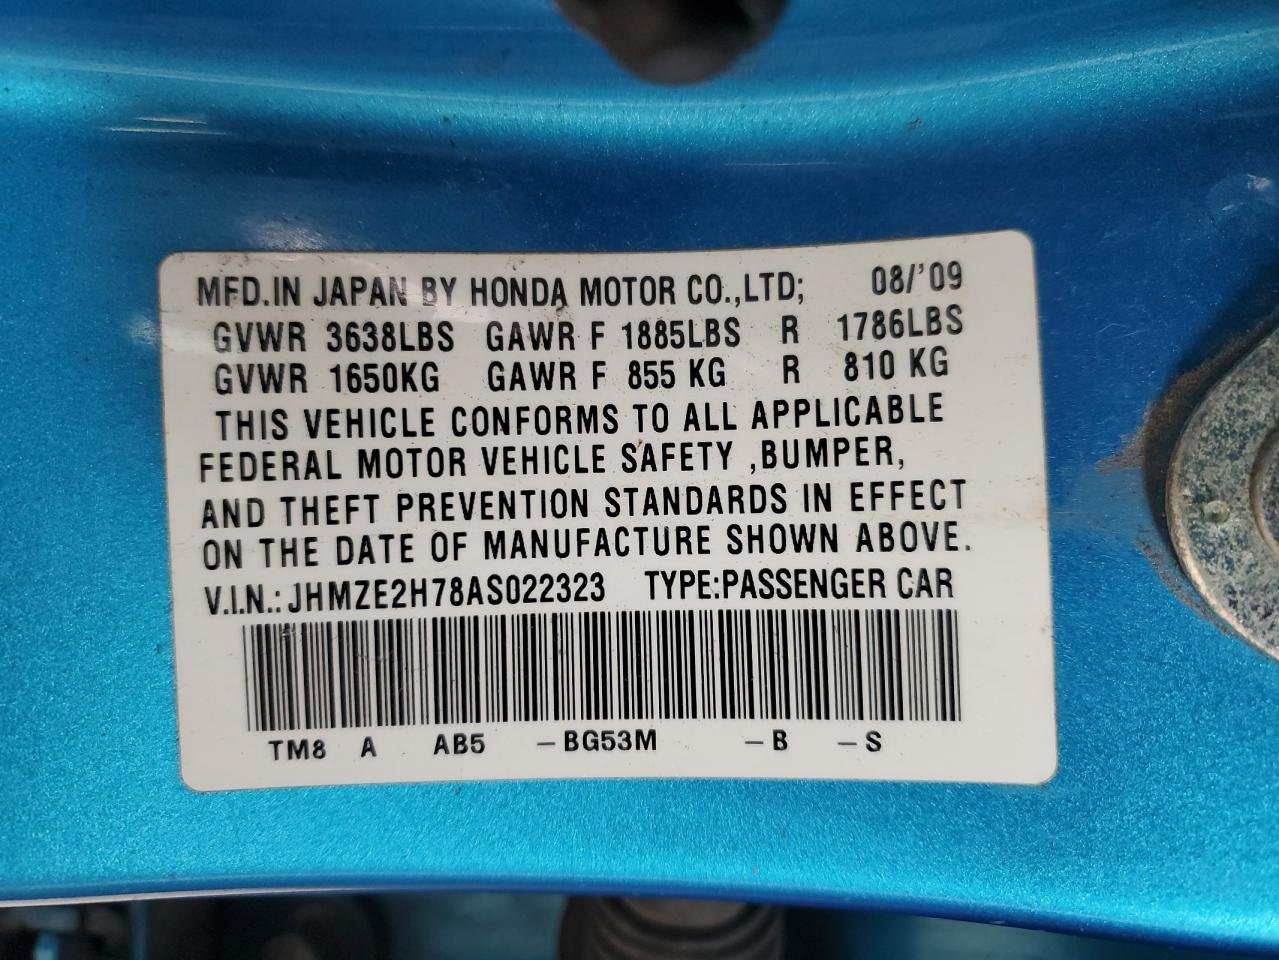 MFD.IN JAPAN BY HONDA MOTOR CO.,LTD; 08/'09
GVWR 3638LBS GAWR F 1885LBS R 1786LBS
GVWR 1650KG GAWR F 855 KG R 810 KG
THIS VEHICLE CONFORMS TO ALL APPLICABLE
FEDERAL MOTOR VEHICLE SAFETY ,BUMPER,
AND THEFT PREVENTION STANDARDS IN EFFECT
ON THE DATE OF MANUFACTURE SHOWN ABOVE.
V.I.N.: JHMZE2H78AS022323 TYPE:PASSENGER CAR
TM8 A AB5 -BG53M -B -S